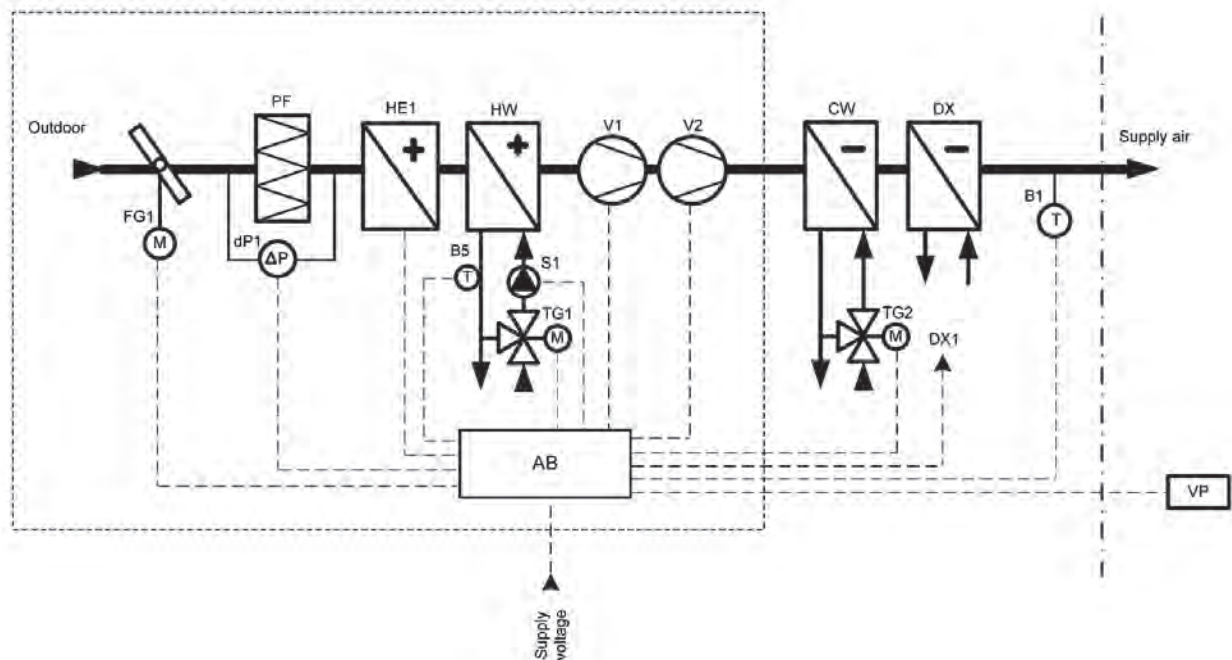 PF
HE1
HW
V1
V2
CW
DX
Outdoor
Supply air
+
+
-
-
FG1
M
dP1
ΔP
B5
T
S1
TG1
M
TG2
M
DX1
B1
T
AB
VP
Supply
voltage